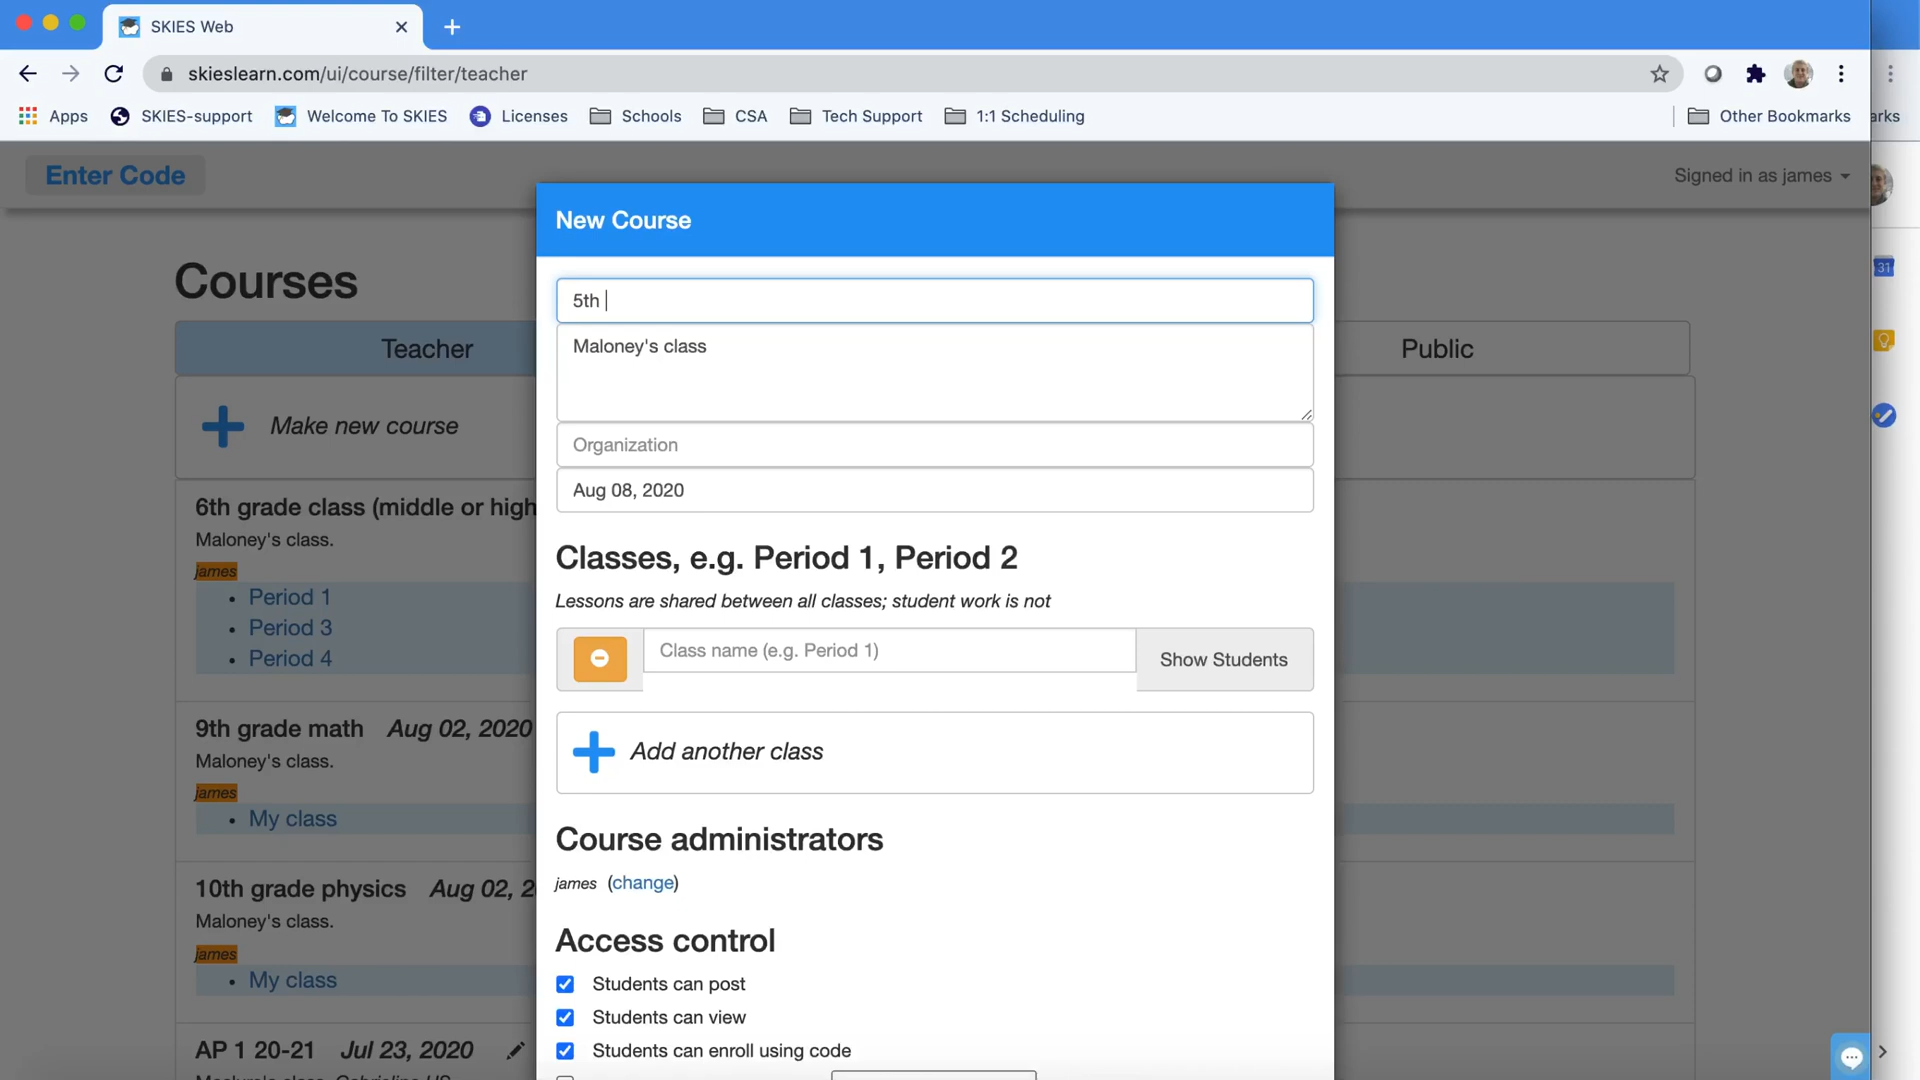 SKIES Web
skieslearn.com/ui/course/filter/teacher
Apps SKIES-support Welcome To SKIES Licenses Schools CSA Tech Support 1:1 Scheduling Other Bookmarks arks
Enter Code
Signed in as james
31
New Course
Courses
5th
Teacher
Public
Maloney's class
Make new course
Organization
Aug 08, 2020
6th grade class (middle or high
Maloney's class.
james
Period 1
Period 3
Period 4
Classes, e.g. Period 1, Period 2
Lessons are shared between all classes; student work is not
Class name (e.g. Period 1)
Show Students
9th grade math Aug 02, 2020
Maloney's class.
james
My class
Add another class
Course administrators
james (change)
10th grade physics Aug 02, 2
Maloney's class.
james
My class
Access control
Students can post
Students can view
Students can enroll using code
AP 1 20-21 Jul 23, 2020